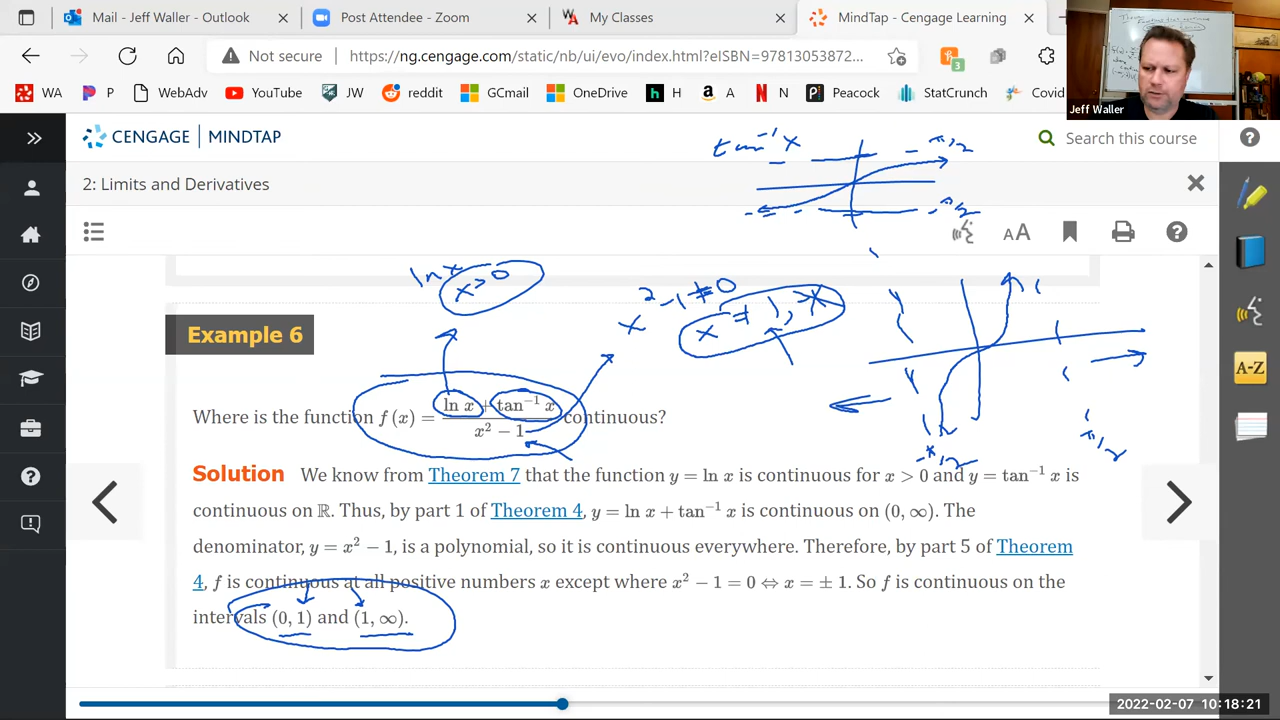 Mail - Jeff Waller - Outlook
Post Attendee - Zoom
My Classes
MindTap - Cengage Learning
Not secure
https://ng.cengage.com/static/nb/ui/evo/index.html?eISBN=97813053872...
3
WA
P
WebAdv
YouTube
JW
reddit
GCmail
OneDrive
H
A
N
Peacock
StatCrunch
Covid
Jeff Waller
CENGAGE | MINDTAP
Search this course
2: Limits and Derivatives
AA
tan⁻¹ x
π/2
-π/2
ln x
x > 0
x² - 1 ≠ 0
x ≠ 1,
Example 6
Where is the function f (x) = (ln x + tan⁻¹ x)/(x² − 1) continuous?
-π/2
π/2
Solution We know from Theorem 7 that the function y = ln x is continuous for x > 0 and y = tan⁻¹ x is
continuous on ℝ. Thus, by part 1 of Theorem 4, y = ln x + tan⁻¹ x is continuous on (0, ∞). The
denominator, y = x² − 1, is a polynomial, so it is continuous everywhere. Therefore, by part 5 of Theorem
4, f is continuous at all positive numbers x except where x² − 1 = 0 ⇔ x = ± 1. So f is continuous on the
intervals (0, 1) and (1, ∞).
A-Z
2022-02-07 10:18:21